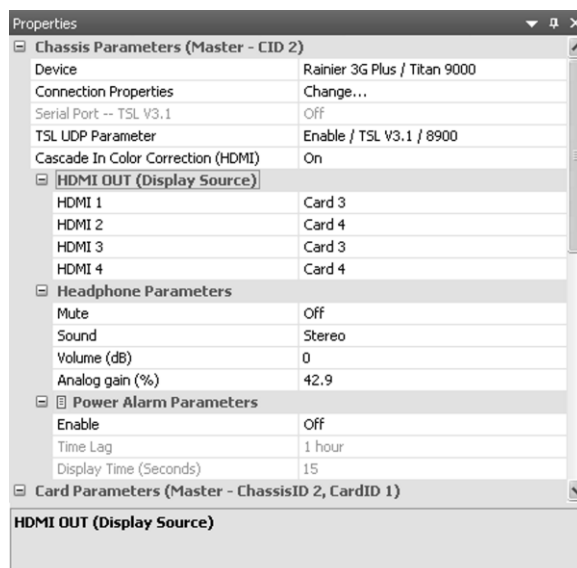 Properties
Chassis Parameters (Master - CID 2)
Device Rainier 3G Plus / Titan 9000
Connection Properties Change...
Serial Port -- TSL V3.1 Off
TSL UDP Parameter Enable / TSL V3.1 / 8900
Cascade In Color Correction (HDMI) On
HDMI OUT (Display Source)
HDMI 1 Card 3
HDMI 2 Card 4
HDMI 3 Card 3
HDMI 4 Card 4
Headphone Parameters
Mute Off
Sound Stereo
Volume (dB) 0
Analog gain (%) 42.9
Power Alarm Parameters
Enable Off
Time Lag 1 hour
Display Time (Seconds) 15
Card Parameters (Master - ChassisID 2, CardID 1)
HDMI OUT (Display Source)